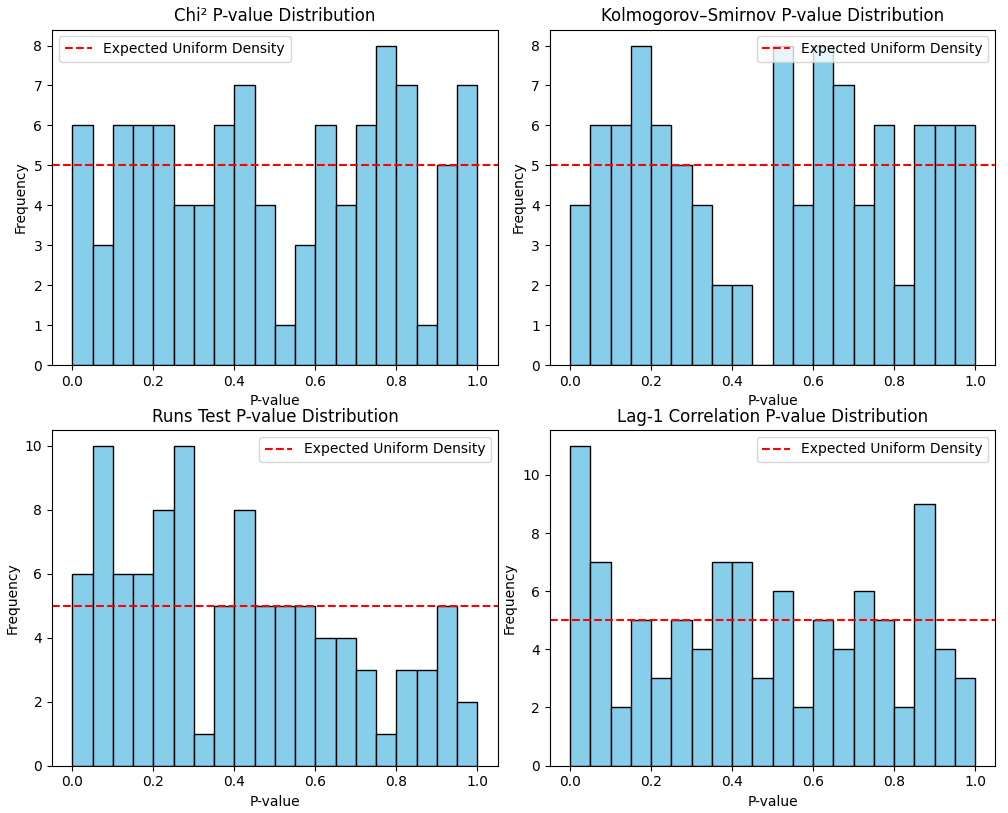 Chi² P-value Distribution
Expected Uniform Density
8
7
6
5
4
3
2
1
0
Frequency
0.0 0.2 0.4 0.6 0.8 1.0
P-value
Kolmogorov–Smirnov P-value Distribution
Expected Uniform Density
8
7
6
5
4
3
2
1
0
Frequency
0.0 0.2 0.4 0.6 0.8 1.0
P-value
Runs Test P-value Distribution
Expected Uniform Density
10
8
6
4
2
0
Frequency
0.0 0.2 0.4 0.6 0.8 1.0
P-value
Lag-1 Correlation P-value Distribution
Expected Uniform Density
10
8
6
4
2
0
Frequency
0.0 0.2 0.4 0.6 0.8 1.0
P-value